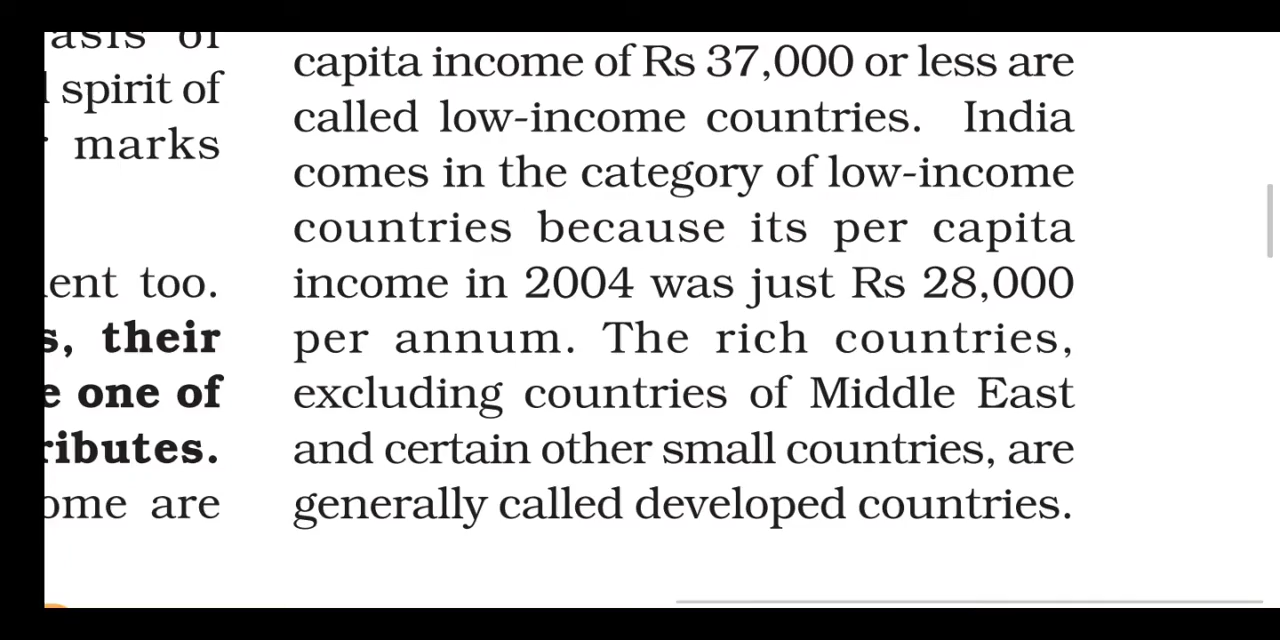 spirit of
marks
too.
their
one of
are
capita income of Rs 37,000 or less are
called low-income countries. India
comes in the category of low-income
countries because its per capita
income in 2004 was just Rs 28,000
per annum. The rich countries,
excluding countries of Middle East
and certain other small countries, are
generally called developed countries.